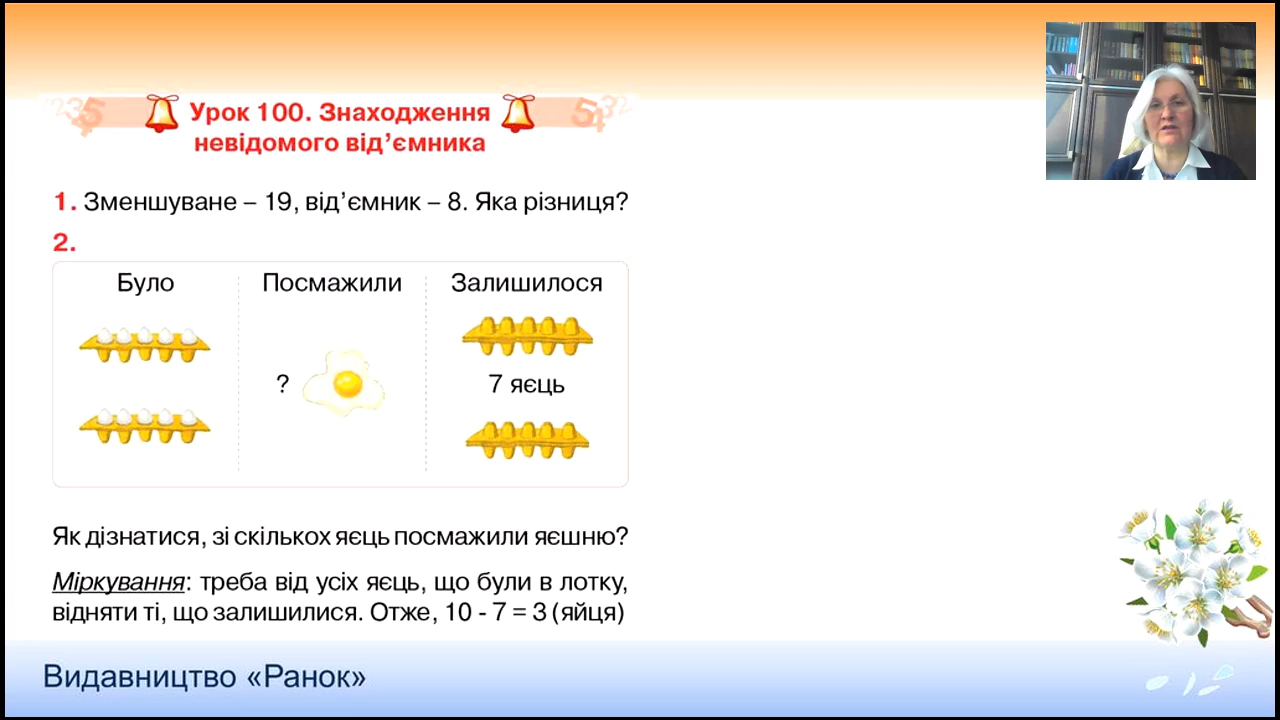 Урок 100. Знаходження
невідомого від’ємника
1. Зменшуване – 19, від’ємник – 8. Яка різниця?
2.
Було Посмажили Залишилося
? 7 яєць
Як дізнатися, зі скількох яєць посмажили яєшню?
Міркування: треба від усіх яєць, що були в лотку,
відняти ті, що залишилися. Отже, 10 - 7 = 3 (яйця)
Видавництво «Ранок»